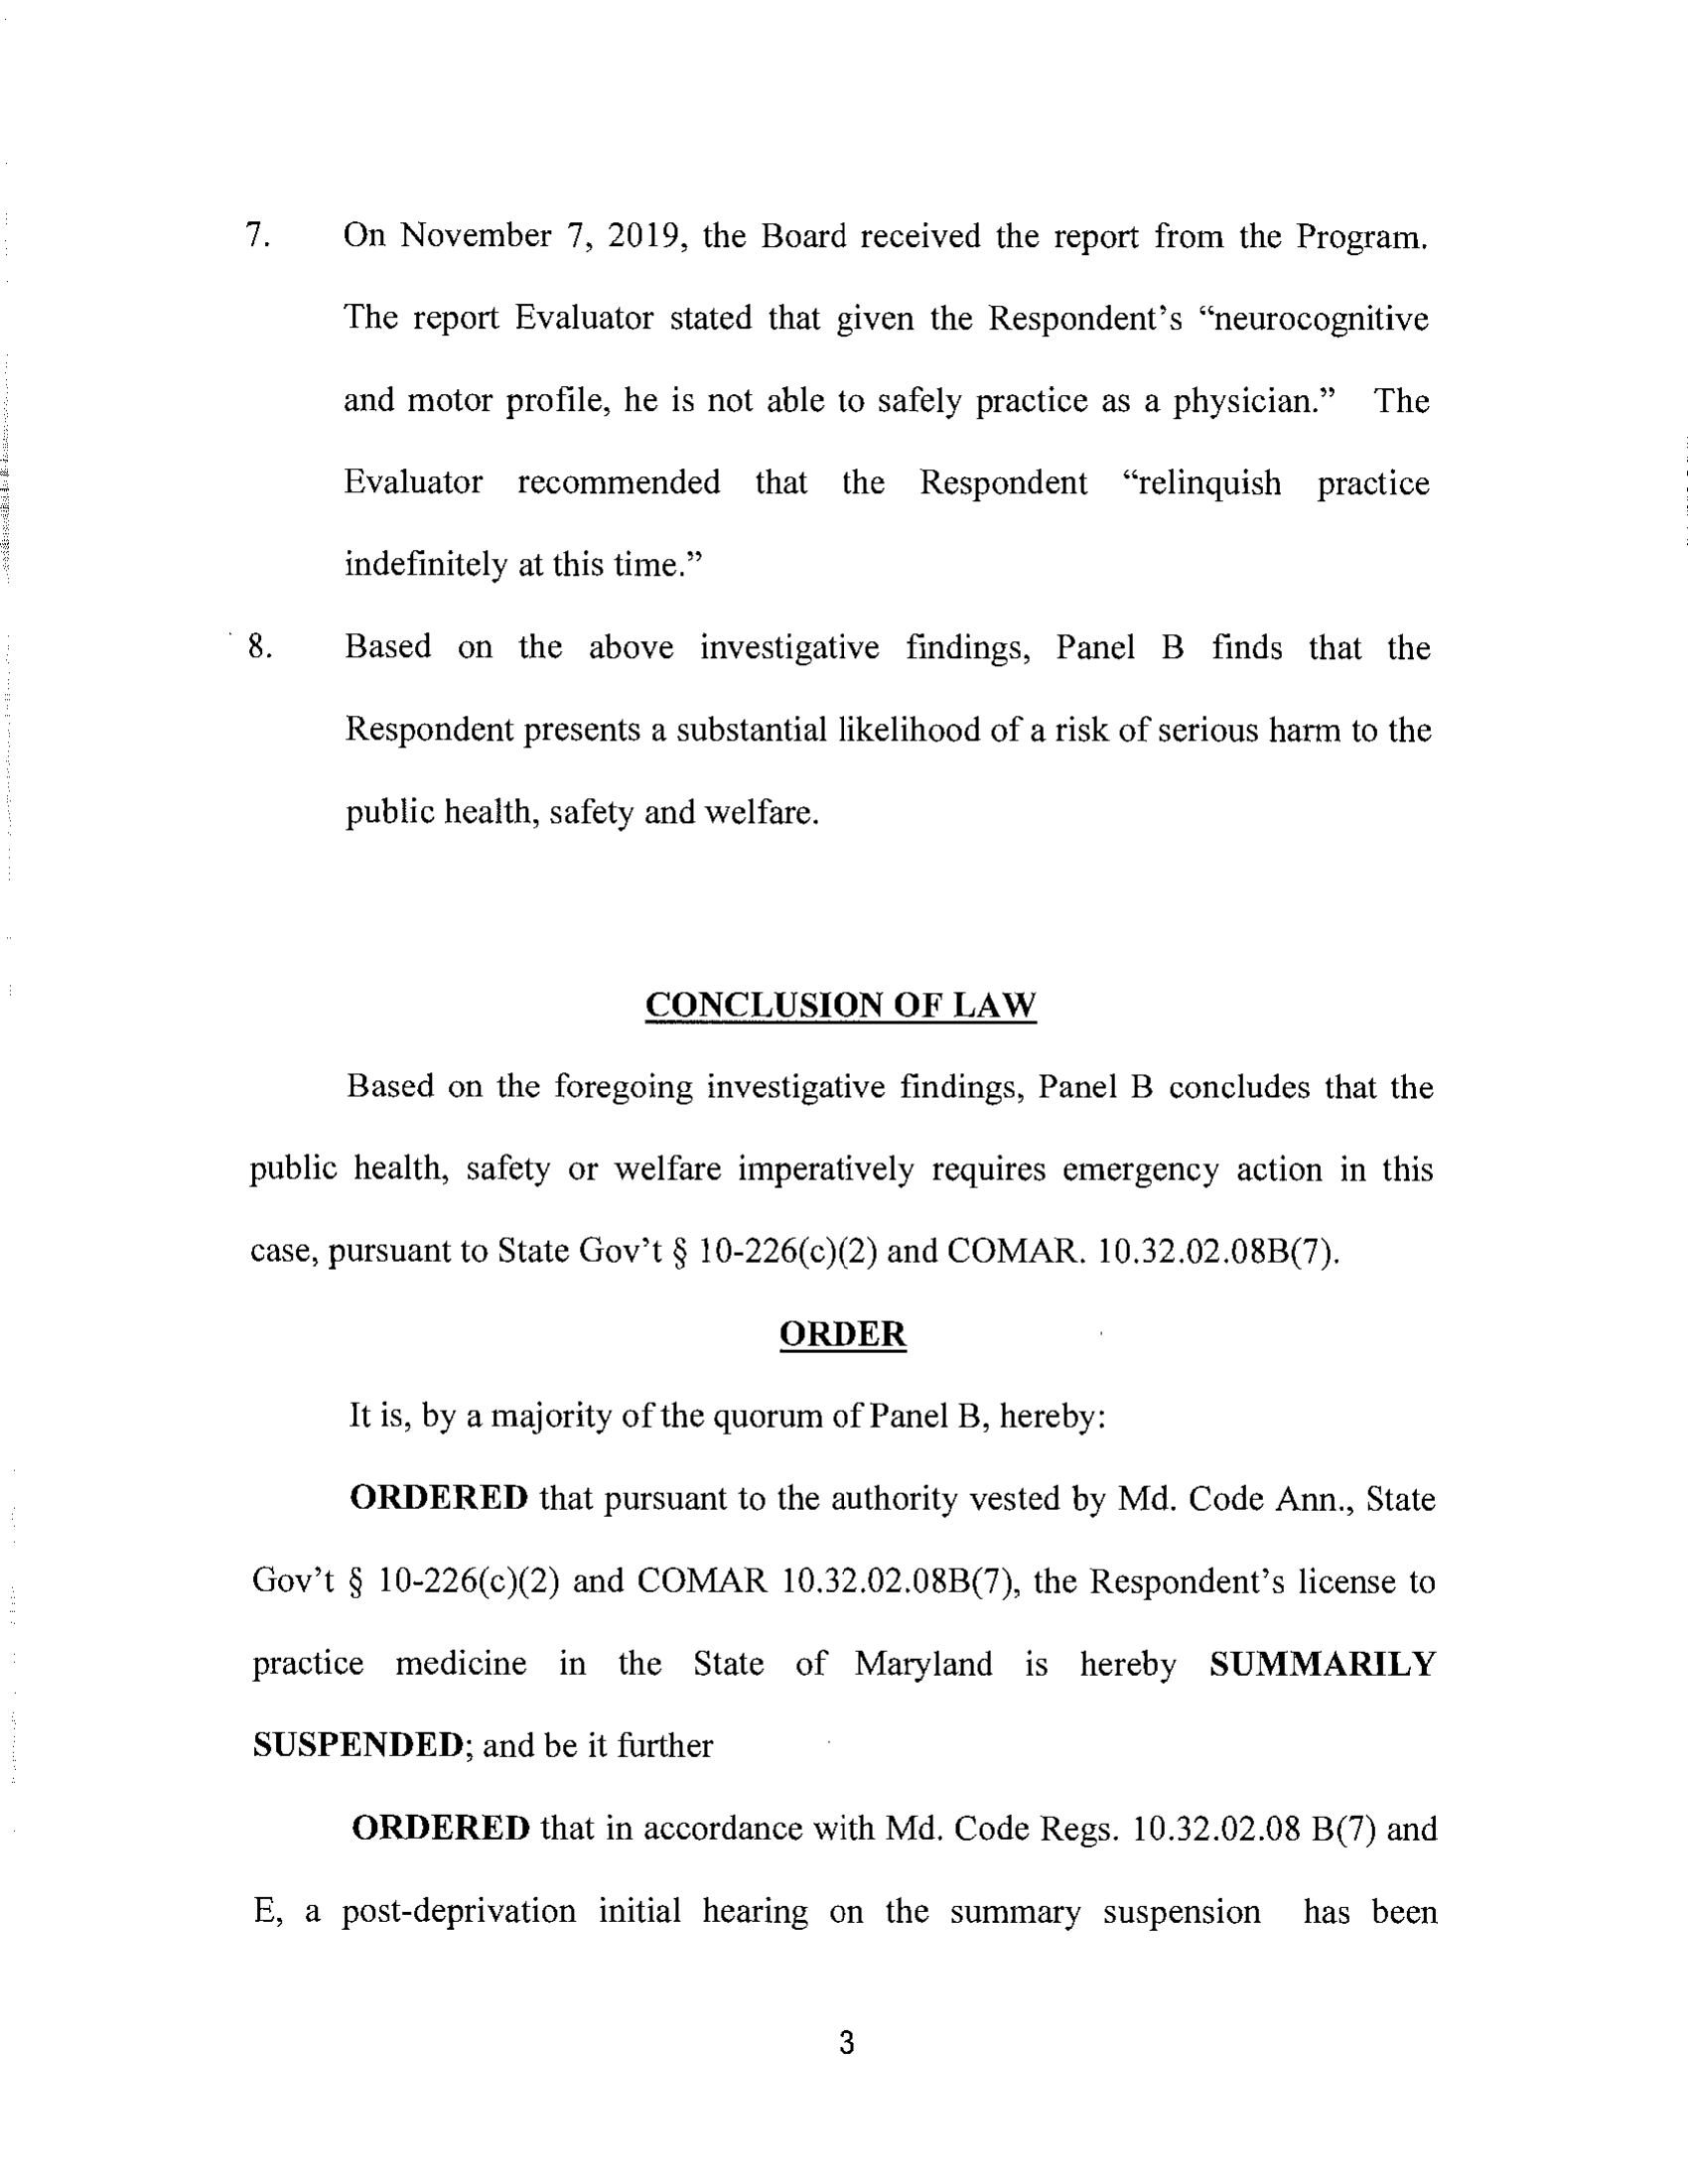 7. On November 7, 2019, the Board received the report from the Program.
The report Evaluator stated that given the Respondent's “neurocognitive
and motor profile, he is not able to safely practice as a physician.” The
Evaluator recommended that the Respondent “relinquish practice
indefinitely at this time.”
8. Based on the above investigative findings, Panel B finds that the
Respondent presents a substantial likelihood of a risk of serious harm to the
public health, safety and welfare.
CONCLUSION OF LAW
Based on the foregoing investigative findings, Panel B concludes that the
public health, safety or welfare imperatively requires emergency action in this
case, pursuant to State Gov't § 10-226(c)(2) and COMAR. 10.32.02.08B(7).
ORDER
It is, by a majority of the quorum of Panel B, hereby:
ORDERED that pursuant to the authority vested by Md. Code Ann., State
Gov't § 10-226(c)(2) and COMAR 10.32.02.08B(7), the Respondent's license to
practice medicine in the State of Maryland is hereby SUMMARILY
SUSPENDED; and be it further
ORDERED that in accordance with Md. Code Regs. 10.32.02.08 B(7) and
E, a post-deprivation initial hearing on the summary suspension has been
3